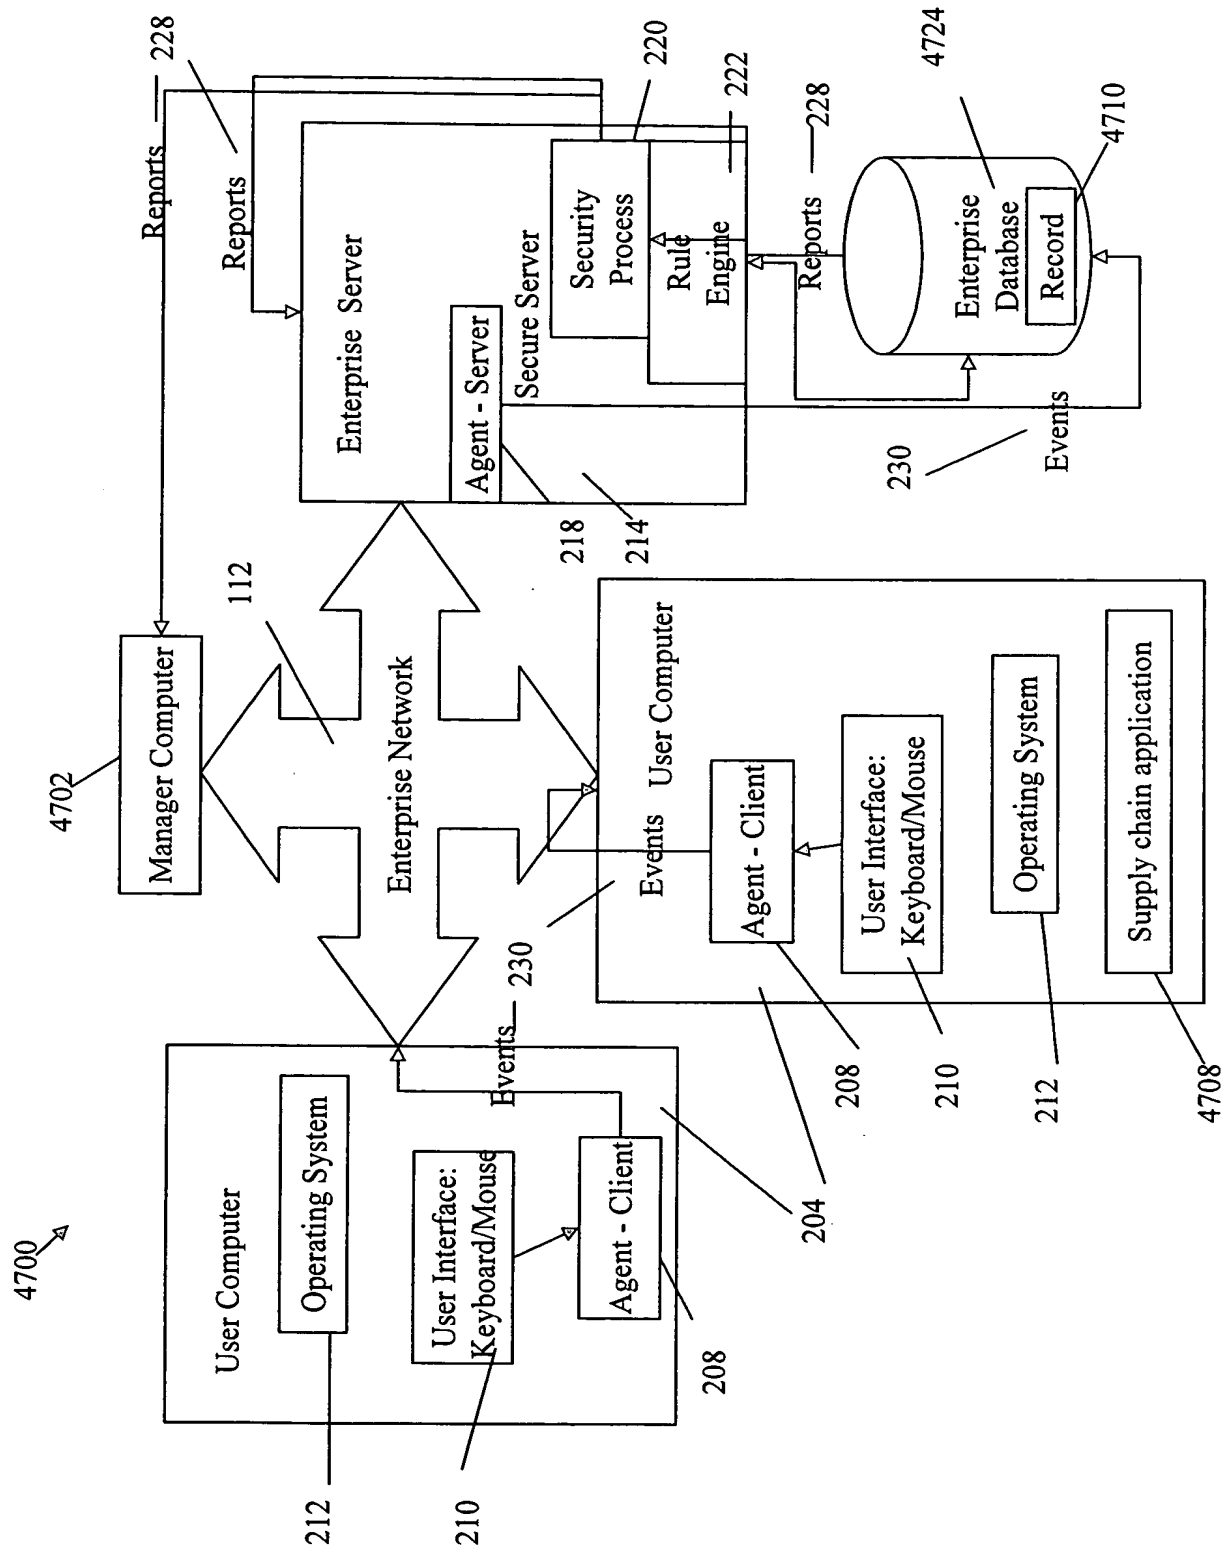 4700
User Computer
Operating System
212
User Interface:
Keyboard/Mouse
210
Agent - Client
208
Events
230
204
4702
Manager Computer
112
Enterprise Network
Reports
228
Reports
Enterprise Server
Agent - Server
218
Secure Server
214
Security
Process
220
Rule
Engine
222
Reports
228
Enterprise
Database
4724
Record
4710
230
Events
User Computer
Events
Agent - Client
208
User Interface:
Keyboard/Mouse
210
Operating System
212
Supply chain application
4708